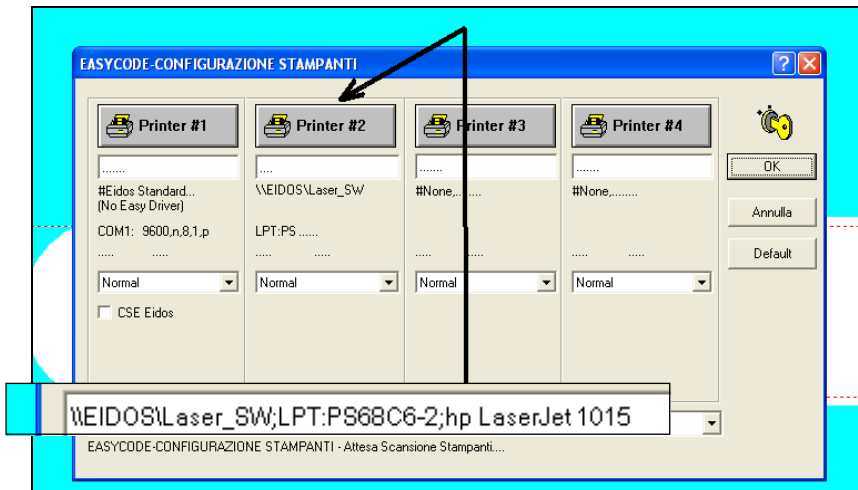 EASYCODE-CONFIGURAZIONE STAMPANTI
Printer #1
Printer #2
Printer #3
Printer #4
.......
....
.......
.......
#Eidos Standard...
(No Easy Driver)
\\EIDOS\Laser_SW
#None,........
#None,........
COM1: 9600,n,8,1,p
LPT:PS ......
..... .....
..... .....
..... .....
..... .....
Normal
Normal
Normal
Normal
CSE Eidos
OK
Annulla
Default
\\EIDOS\Laser_SW;LPT:PS68C6-2;hp LaserJet 1015
EASYCODE-CONFIGURAZIONE STAMPANTI - Attesa Scansione Stampanti....